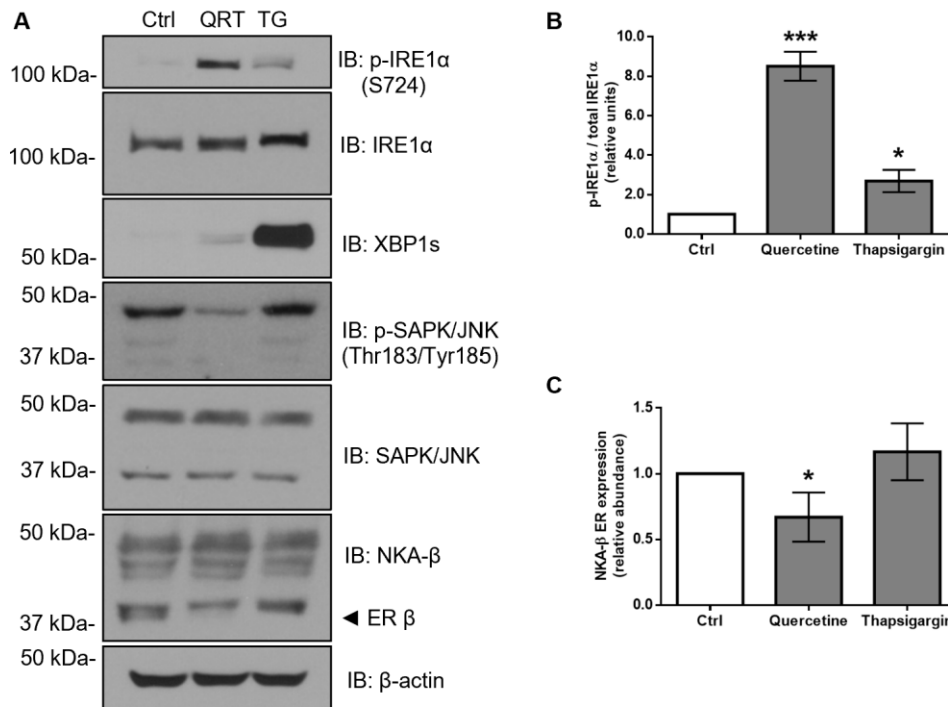 A
Ctrl QRT TG
100 kDa-
IB: p-IRE1α
(S724)
100 kDa-
IB: IRE1α
50 kDa-
IB: XBP1s
50 kDa-
37 kDa-
IB: p-SAPK/JNK
(Thr183/Tyr185)
50 kDa-
37 kDa-
IB: SAPK/JNK
50 kDa-
37 kDa-
IB: NKA-β
◄ ER β
50 kDa-
IB: β-actin
B
p-IRE1α / total IRE1α
(relative units)
10.0
8.0
6.0
4.0
2.0
0.0
***
*
Ctrl Quercetine Thapsigargin
C
NKA-β ER expression
(relative abundance)
1.5
1.0
0.5
0.0
*
Ctrl Quercetine Thapsigargin